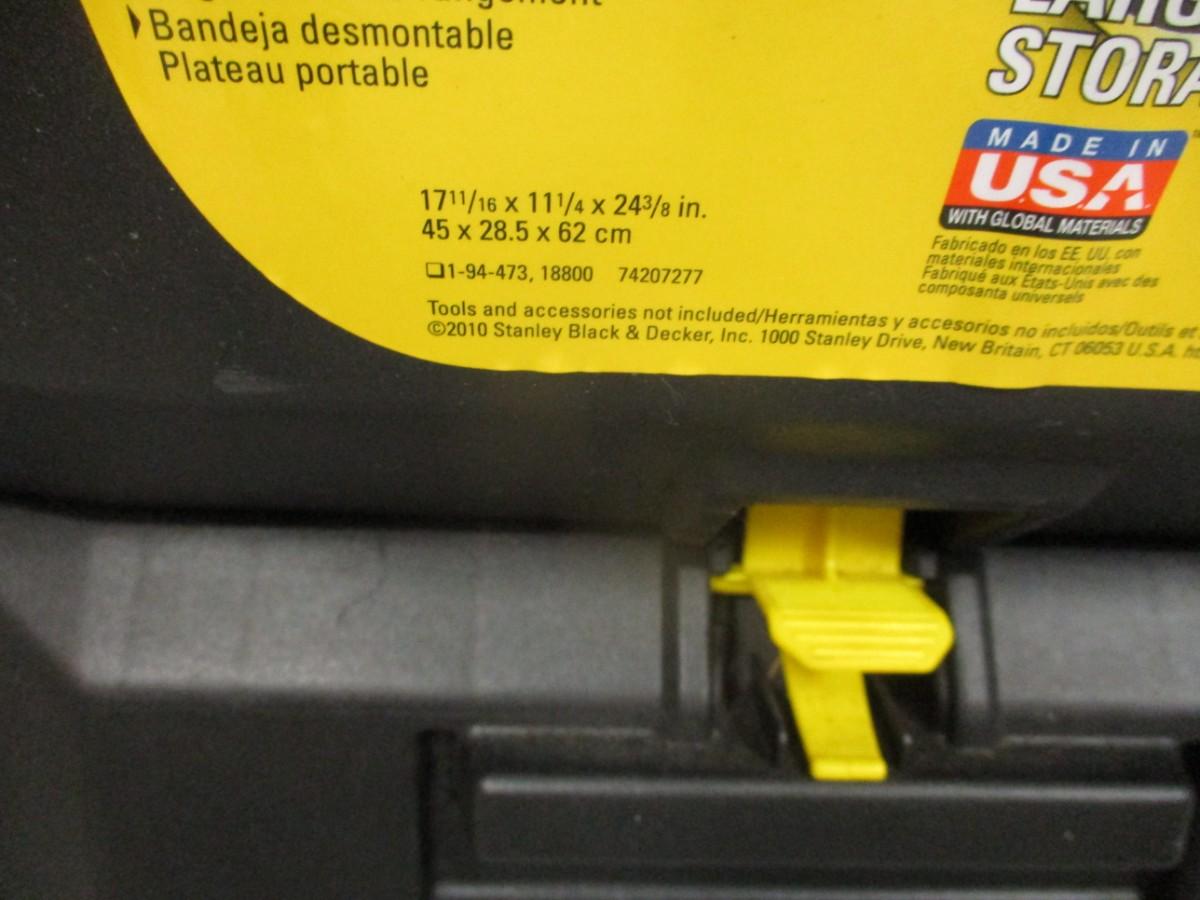 Bandeja desmontable
Plateau portable
STORA
MADE IN
USA
WITH GLOBAL MATERIALS
17 11/16 x 11 1/4 x 24 3/8 in.
45 x 28.5 x 62 cm
❏1-94-473, 18800 74207277
Fabricado en los EE. UU. con
materiales internacionales
Fabriqué aux États-Unis avec des
composanta universels
Tools and accessories not included/Herramientas y accesorios no incluidos/Outils et
©2010 Stanley Black & Decker, Inc. 1000 Stanley Drive, New Britain, CT 06053 U.S.A.